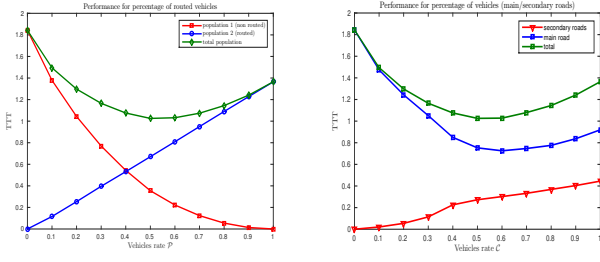 Performance for percentage of routed vehicles
population 1 (non routed)
population 2 (routed)
total population
TTT
2
1.8
1.6
1.4
1.2
1
0.8
0.6
0.4
0.2
0
0 0.1 0.2 0.3 0.4 0.5 0.6 0.7 0.8 0.9 1
Vehicles rate 𝒫
Performance for percentage of vehicles (main/secondary roads)
secondary roads
main road
total
TTT
2
1.8
1.6
1.4
1.2
1
0.8
0.6
0.4
0.2
0
0 0.1 0.2 0.3 0.4 0.5 0.6 0.7 0.8 0.9 1
Vehicles rate 𝒞